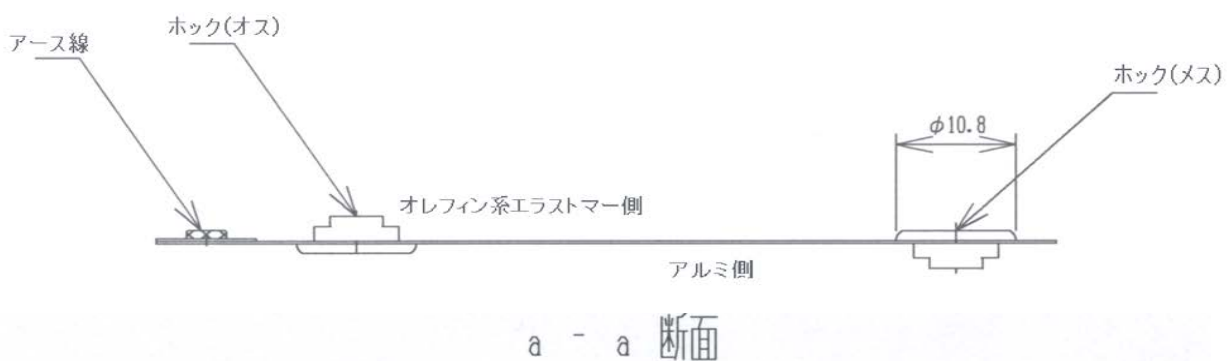 ホック(オス)
アース線
ホック(メス)
φ10.8
オレフィン系エラストマー側
アルミ側
a - a 断面